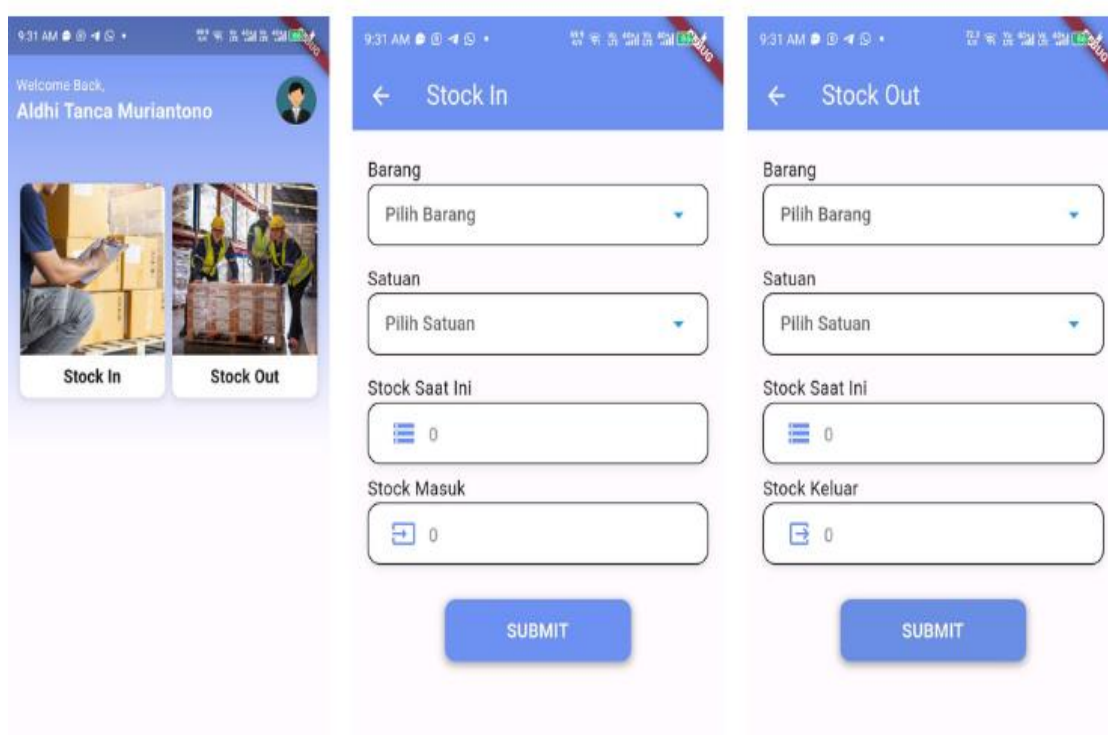 9:31 AM
Welcome Back,
Aldhi Tanca Muriantono
Stock In
Stock Out
9:31 AM
Stock In
Barang
Pilih Barang
Satuan
Pilih Satuan
Stock Saat Ini
0
Stock Masuk
0
SUBMIT
9:31 AM
Stock Out
Barang
Pilih Barang
Satuan
Pilih Satuan
Stock Saat Ini
0
Stock Keluar
0
SUBMIT